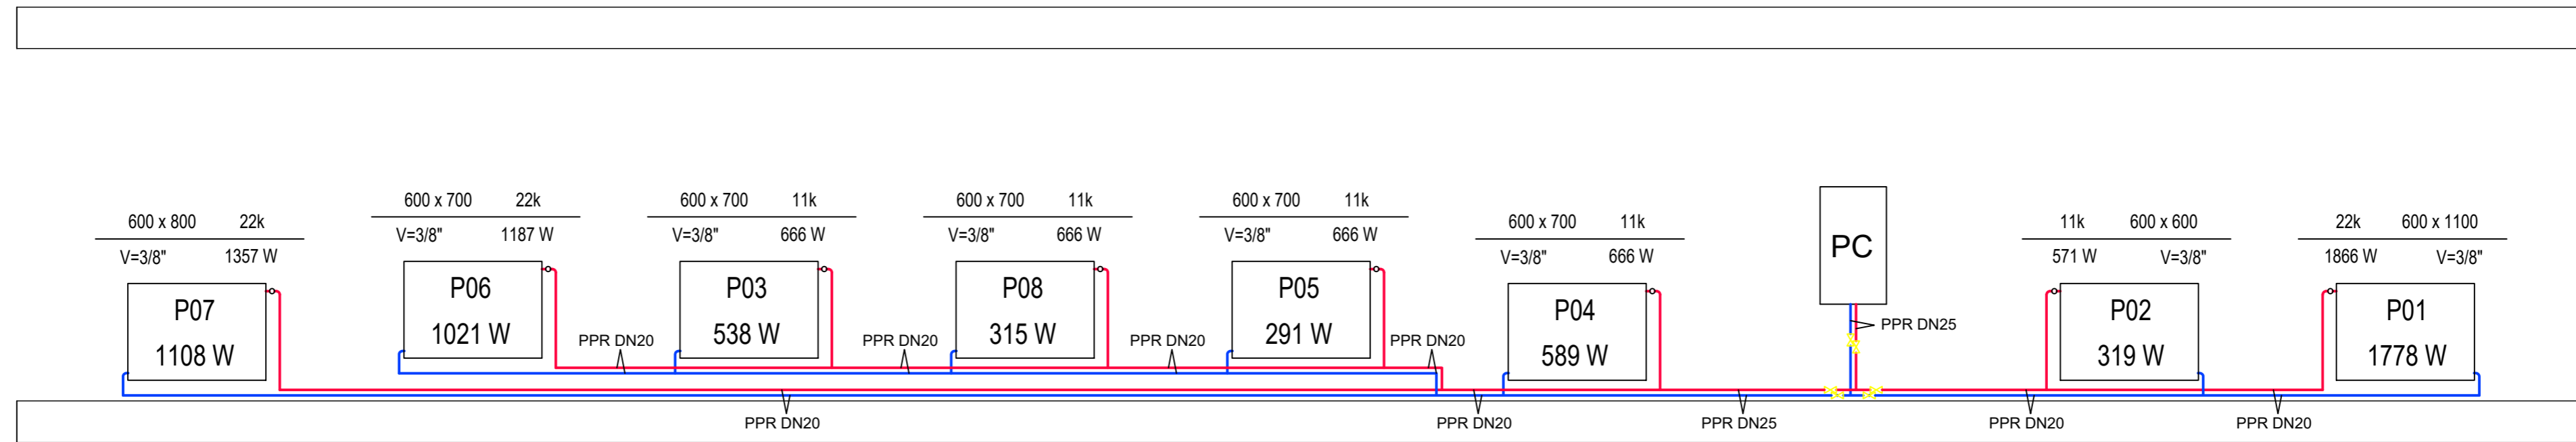 600 x 800 22k
V=3/8" 1357 W
P07
1108 W
600 x 700 22k
V=3/8" 1187 W
P06
1021 W
PPR DN20
600 x 700 11k
V=3/8" 666 W
P03
538 W
PPR DN20
600 x 700 11k
V=3/8" 666 W
P08
315 W
PPR DN20
600 x 700 11k
V=3/8" 666 W
P05
291 W
PPR DN20
600 x 700 11k
V=3/8" 666 W
P04
589 W
PC
PPR DN25
11k 600 x 600
571 W V=3/8"
P02
319 W
22k 600 x 1100
1866 W V=3/8"
P01
1778 W
PPR DN20
PPR DN20
PPR DN25
PPR DN20
PPR DN20